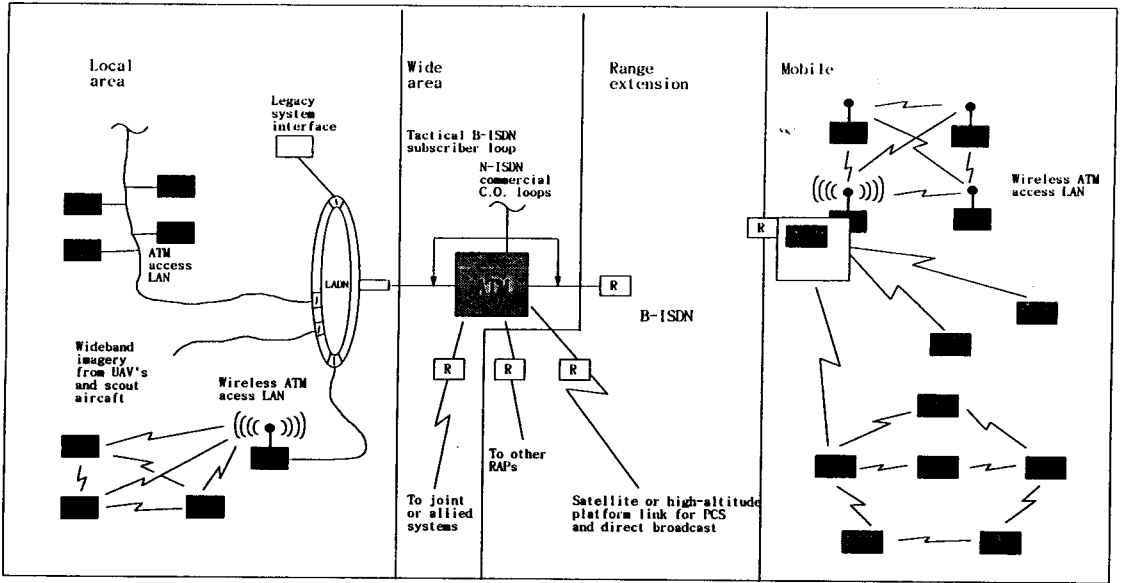 Local
area
Legacy
system
interface
ATM
access
LAN
LADN
Wideband
imagery
from UAV's
and scout
aircaft
Wireless ATM
acess LAN
Wide
area
Tactical B-ISDN
subscriber loop
N-ISDN
commercial
C.O. loops
ATM
R
R
R
To joint
or allied
systems
To other
RAPs
Range
extension
R
B-ISDN
Satellite or high-altitude
platform link for PCS
and direct broadcast
Mobile
Wireless ATM
access LAN
R